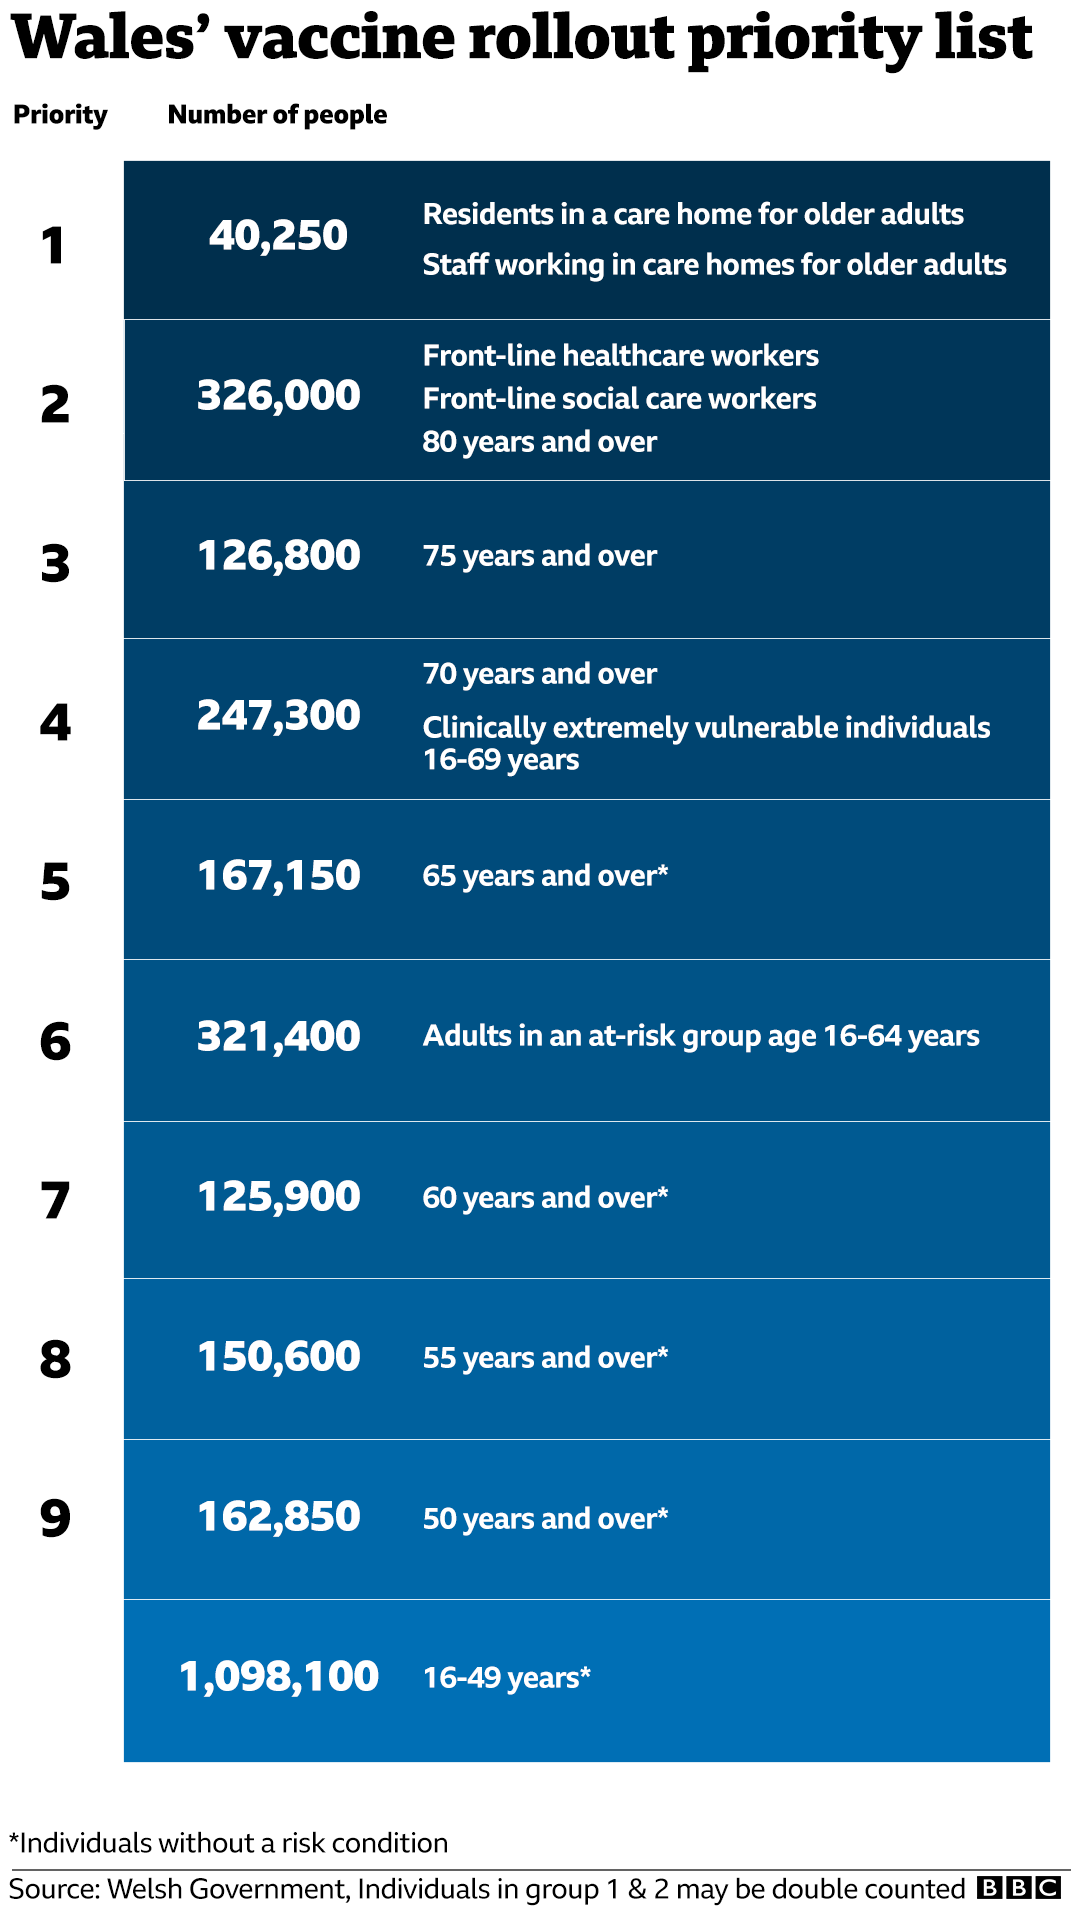 Wales’ vaccine rollout priority list
Priority Number of people
1 40,250 Residents in a care home for older adults
Staff working in care homes for older adults
2 326,000 Front-line healthcare workers
Front-line social care workers
80 years and over
3 126,800 75 years and over
4 247,300 70 years and over
Clinically extremely vulnerable individuals
16-69 years
5 167,150 65 years and over*
6 321,400 Adults in an at-risk group age 16-64 years
7 125,900 60 years and over*
8 150,600 55 years and over*
9 162,850 50 years and over*
1,098,100 16-49 years*
*Individuals without a risk condition
Source: Welsh Government, Individuals in group 1 & 2 may be double counted BBC